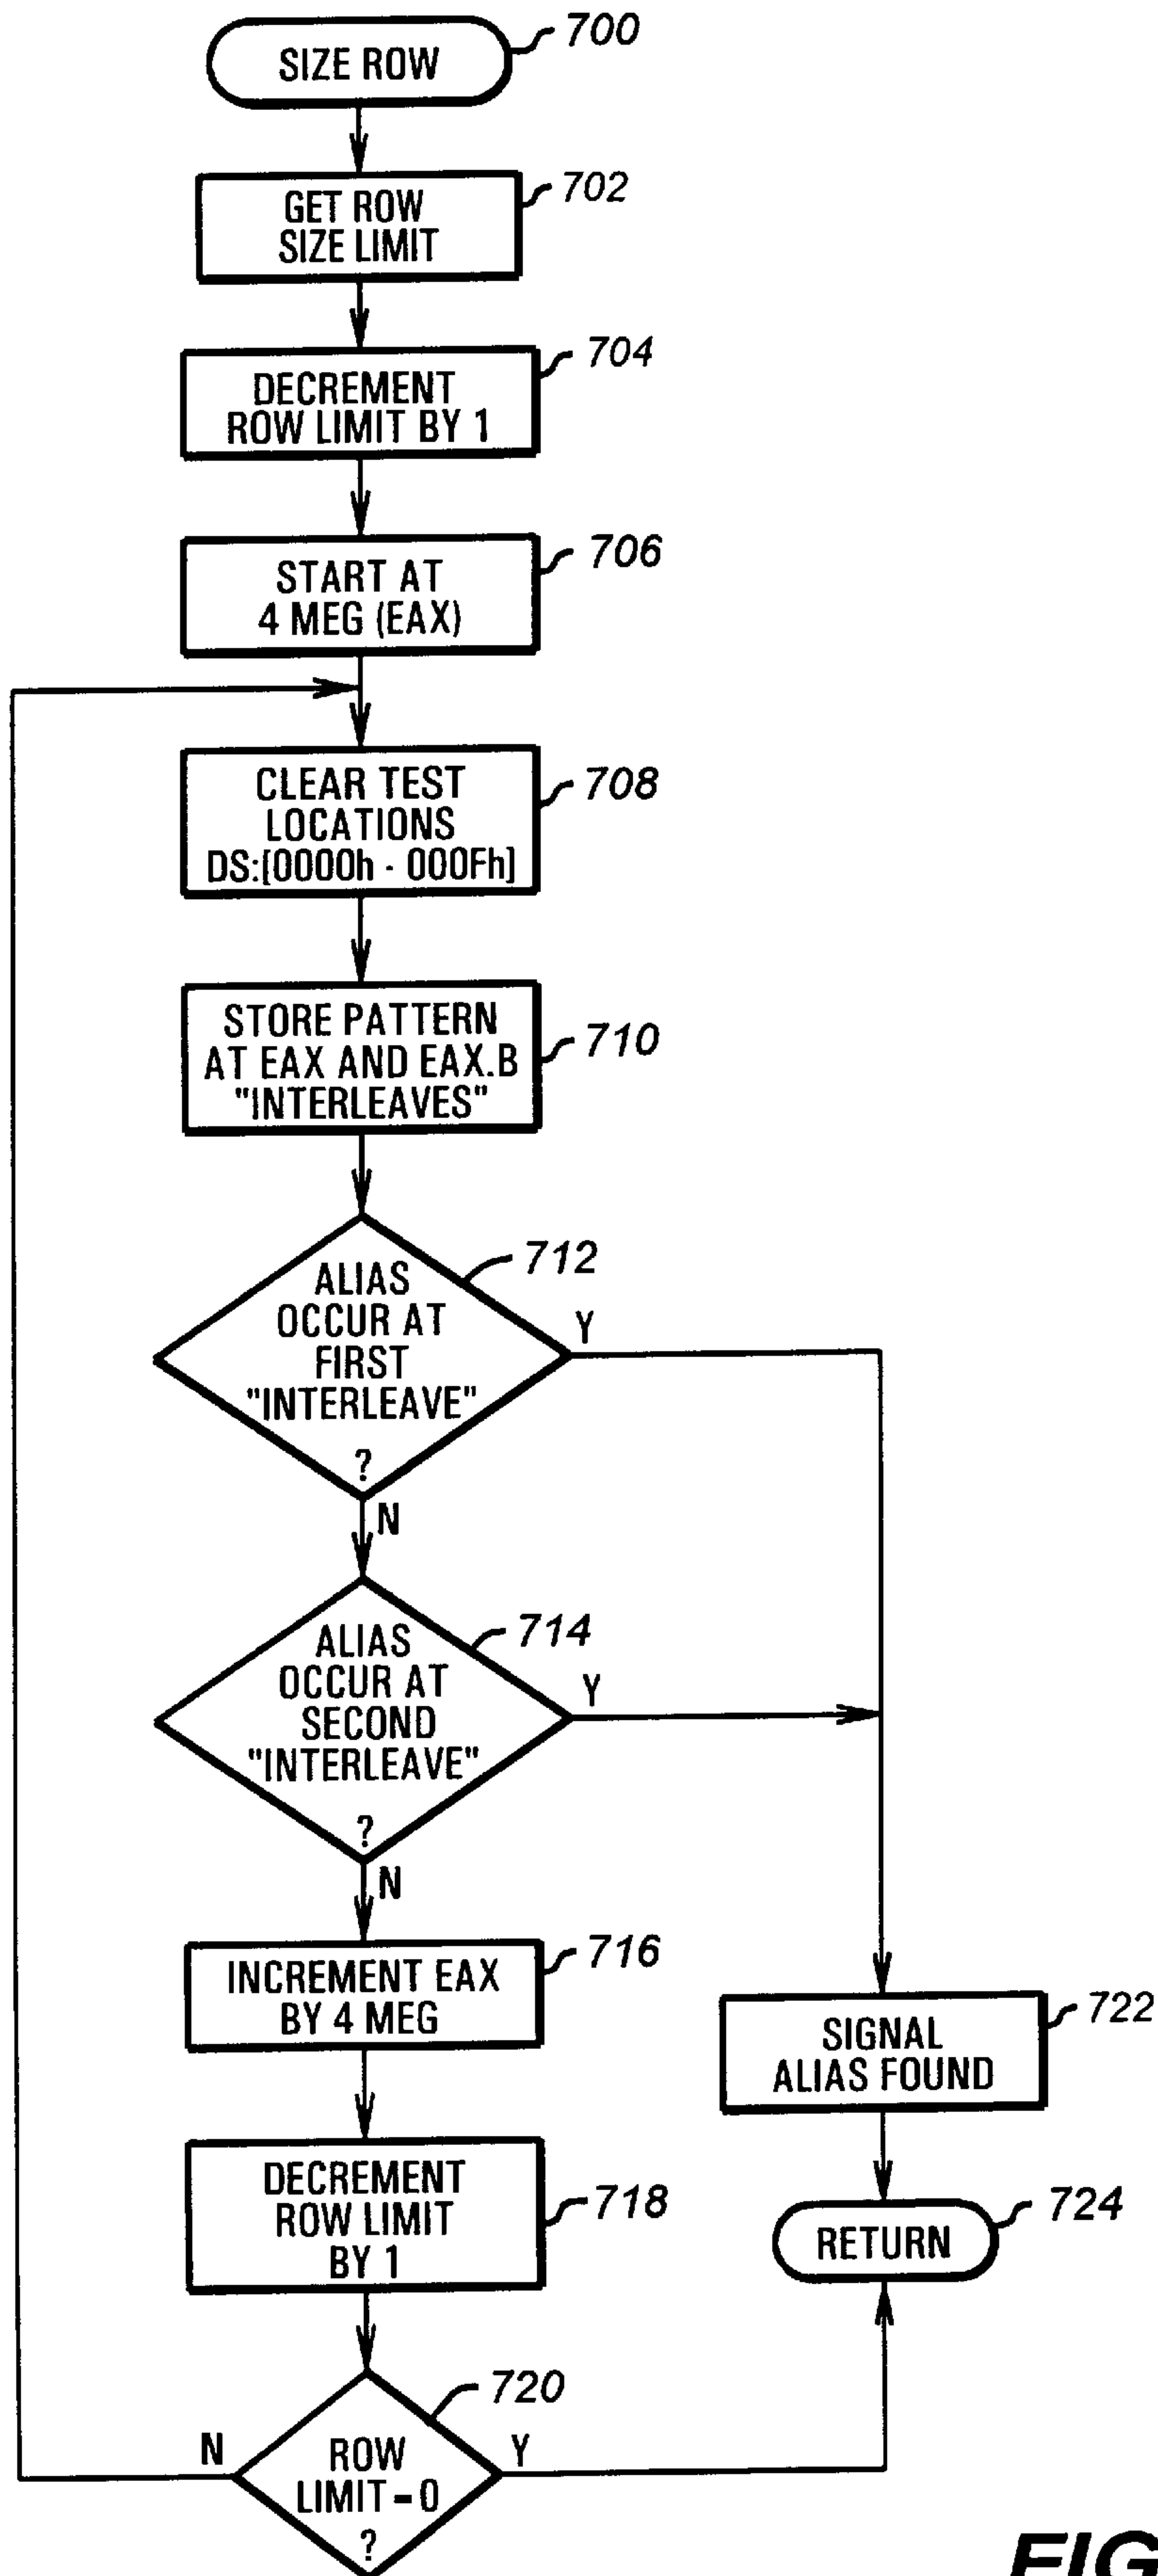 SIZE ROW
700
GET ROW
SIZE LIMIT
702
DECREMENT
ROW LIMIT BY 1
704
START AT
4 MEG (EAX)
706
CLEAR TEST
LOCATIONS
DS:[0000h - 000Fh]
708
STORE PATTERN
AT EAX AND EAX.B
"INTERLEAVES"
710
ALIAS
OCCUR AT
FIRST
"INTERLEAVE"
?
712
Y
N
ALIAS
OCCUR AT
SECOND
"INTERLEAVE"
?
714
Y
N
INCREMENT EAX
BY 4 MEG
716
SIGNAL
ALIAS FOUND
722
DECREMENT
ROW LIMIT
BY 1
718
RETURN
724
ROW
LIMIT = 0
?
720
N
Y
FIG